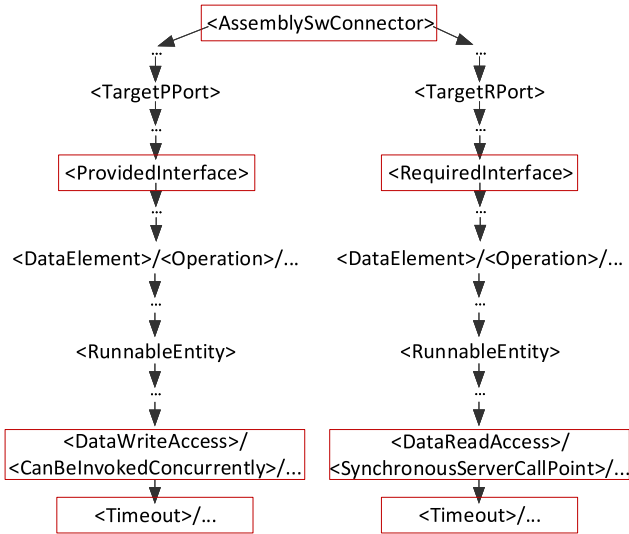 <AssemblySwConnector>
... ...
<TargetPPort> <TargetRPort>
... ...
<ProvidedInterface> <RequiredInterface>
... ...
<DataElement>/<Operation>/... <DataElement>/<Operation>/...
... ...
<RunnableEntity> <RunnableEntity>
... ...
<DataWriteAccess>/ <DataReadAccess>/
<CanBeInvokedConcurrently>/... <SynchronousServerCallPoint>/...
<Timeout>/... <Timeout>/...